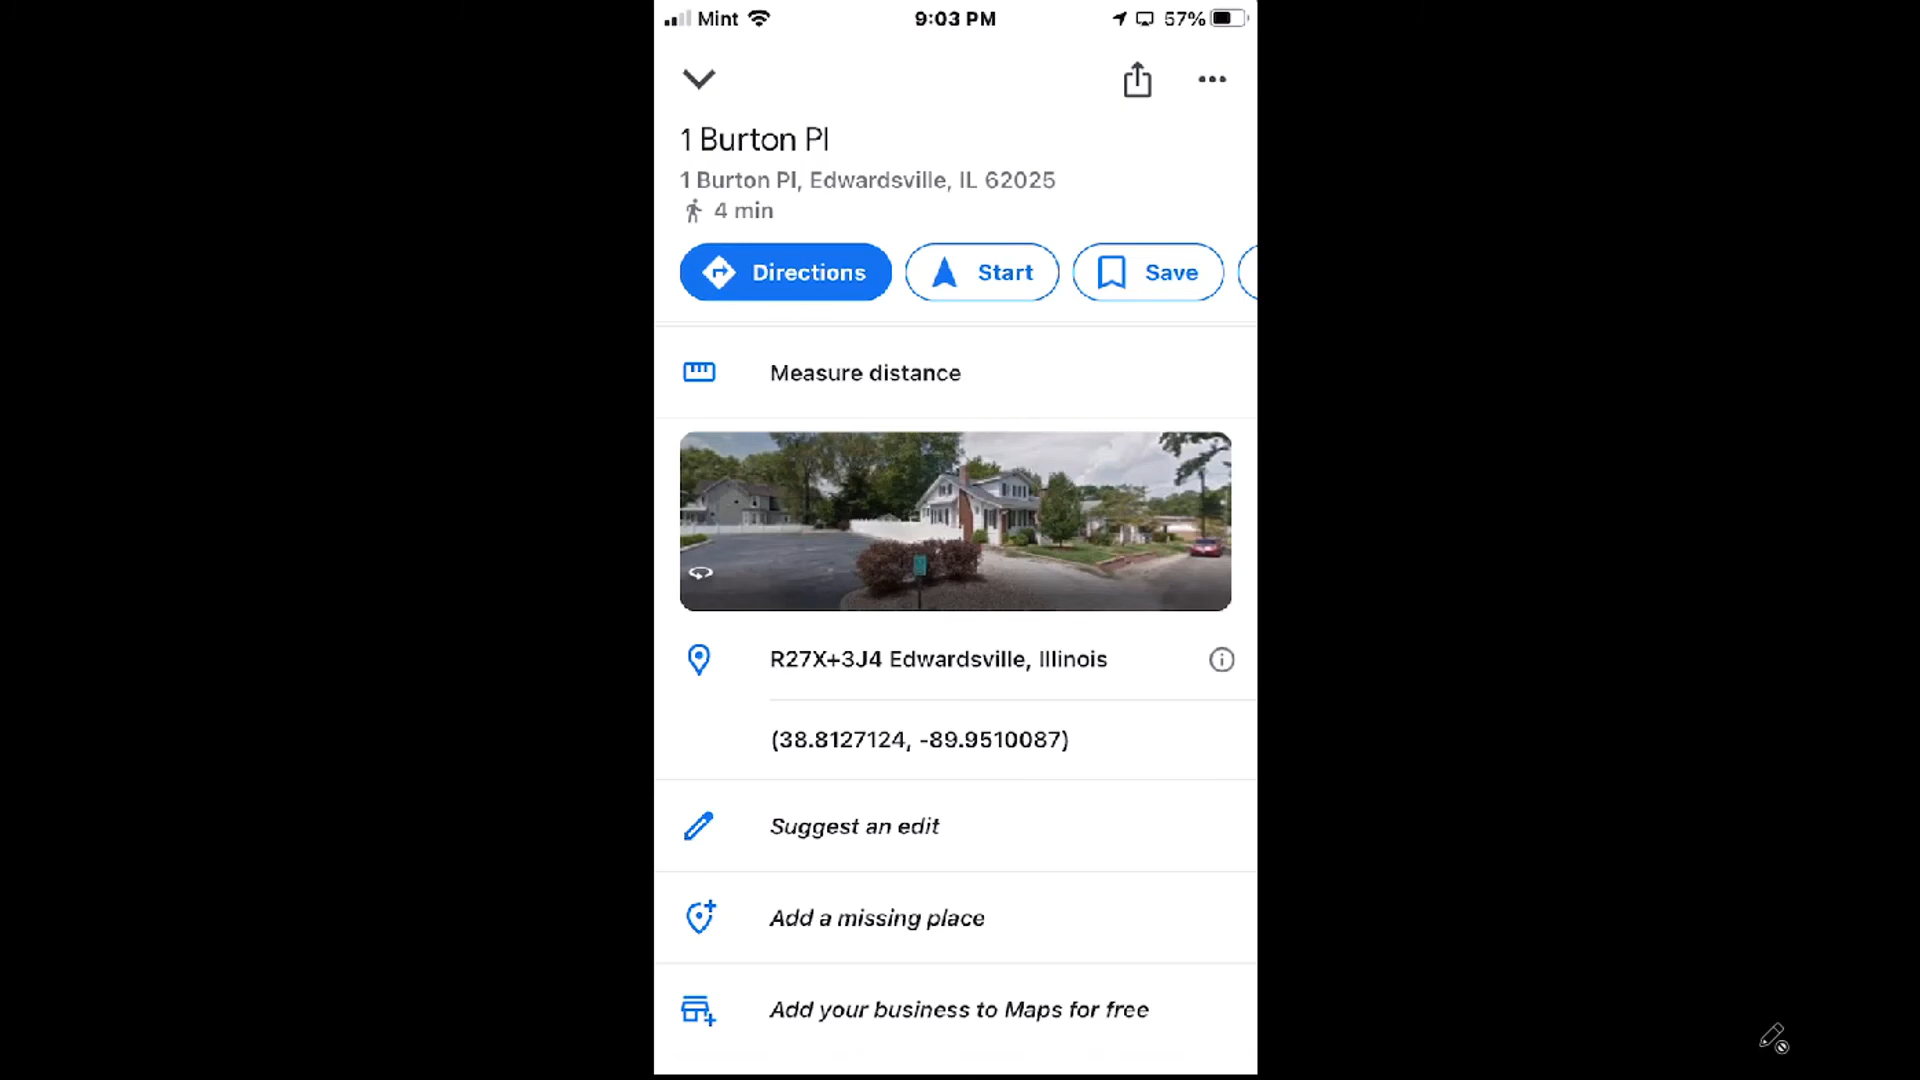 Mint 9:03 PM 57%
1 Burton Pl
1 Burton Pl, Edwardsville, IL 62025
4 min
Directions Start Save
Measure distance
R27X+3J4 Edwardsville, Illinois
(38.8127124, -89.9510087)
Suggest an edit
Add a missing place
Add your business to Maps for free